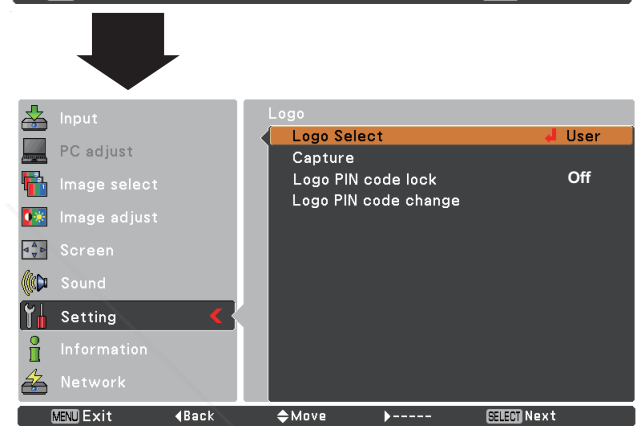 Input
PC adjust
Image select
Image adjust
Screen
Sound
Setting
Information
Network
Logo
Logo Select User
Capture
Logo PIN code lock Off
Logo PIN code change
MENU Exit Back Move ----- SELECT Next